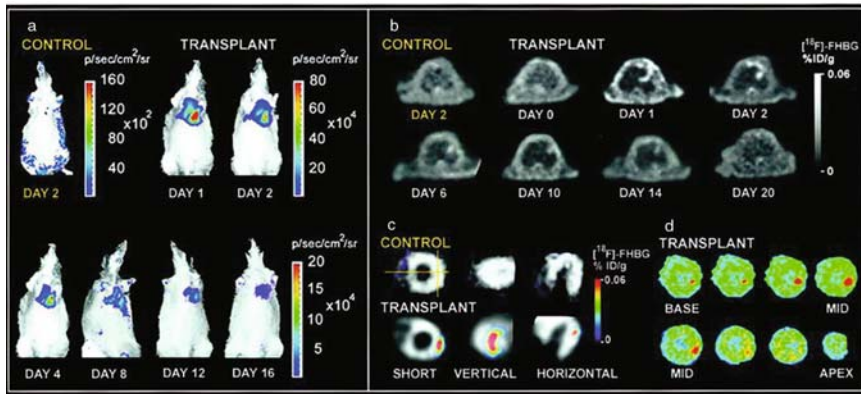 a
CONTROL
TRANSPLANT
p/sec/cm²/sr
p/sec/cm²/sr
160
120
80
40
x10²
80
60
40
20
x10⁴
DAY 2
DAY 1
DAY 2
p/sec/cm²/sr
20
15
10
5
x10⁴
DAY 4
DAY 8
DAY 12
DAY 16
b
CONTROL
TRANSPLANT
[¹⁸F]-FHBG
%ID/g
0.06
0
DAY 2
DAY 0
DAY 1
DAY 2
DAY 6
DAY 10
DAY 14
DAY 20
c
CONTROL
[¹⁸F]-FHBG
% ID/g
0.06
0
TRANSPLANT
SHORT
VERTICAL
HORIZONTAL
d
TRANSPLANT
BASE
MID
MID
APEX